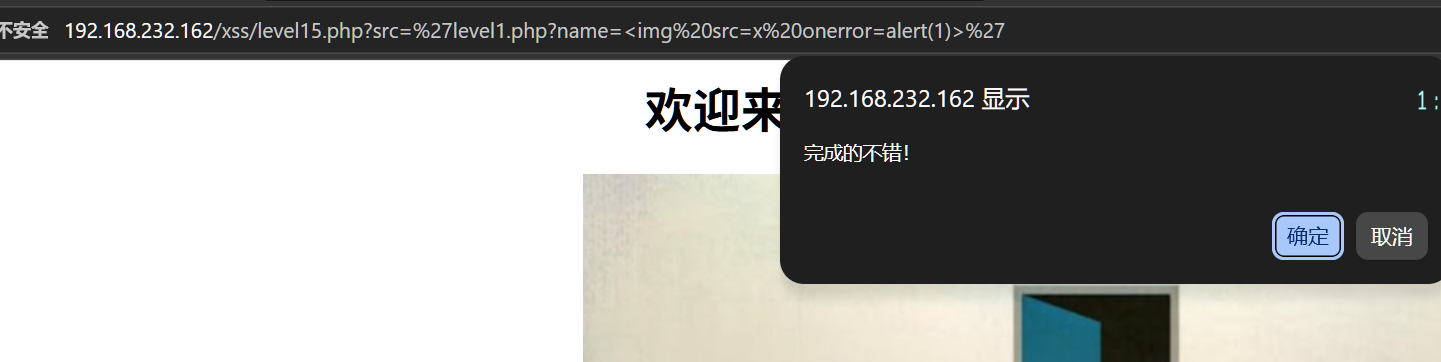 不安全 192.168.232.162/xss/level15.php?src=%27level1.php?name=<img%20src=x%20onerror=alert(1)>%27
欢迎来
192.168.232.162 显示
1:
完成的不错！
确定 取消